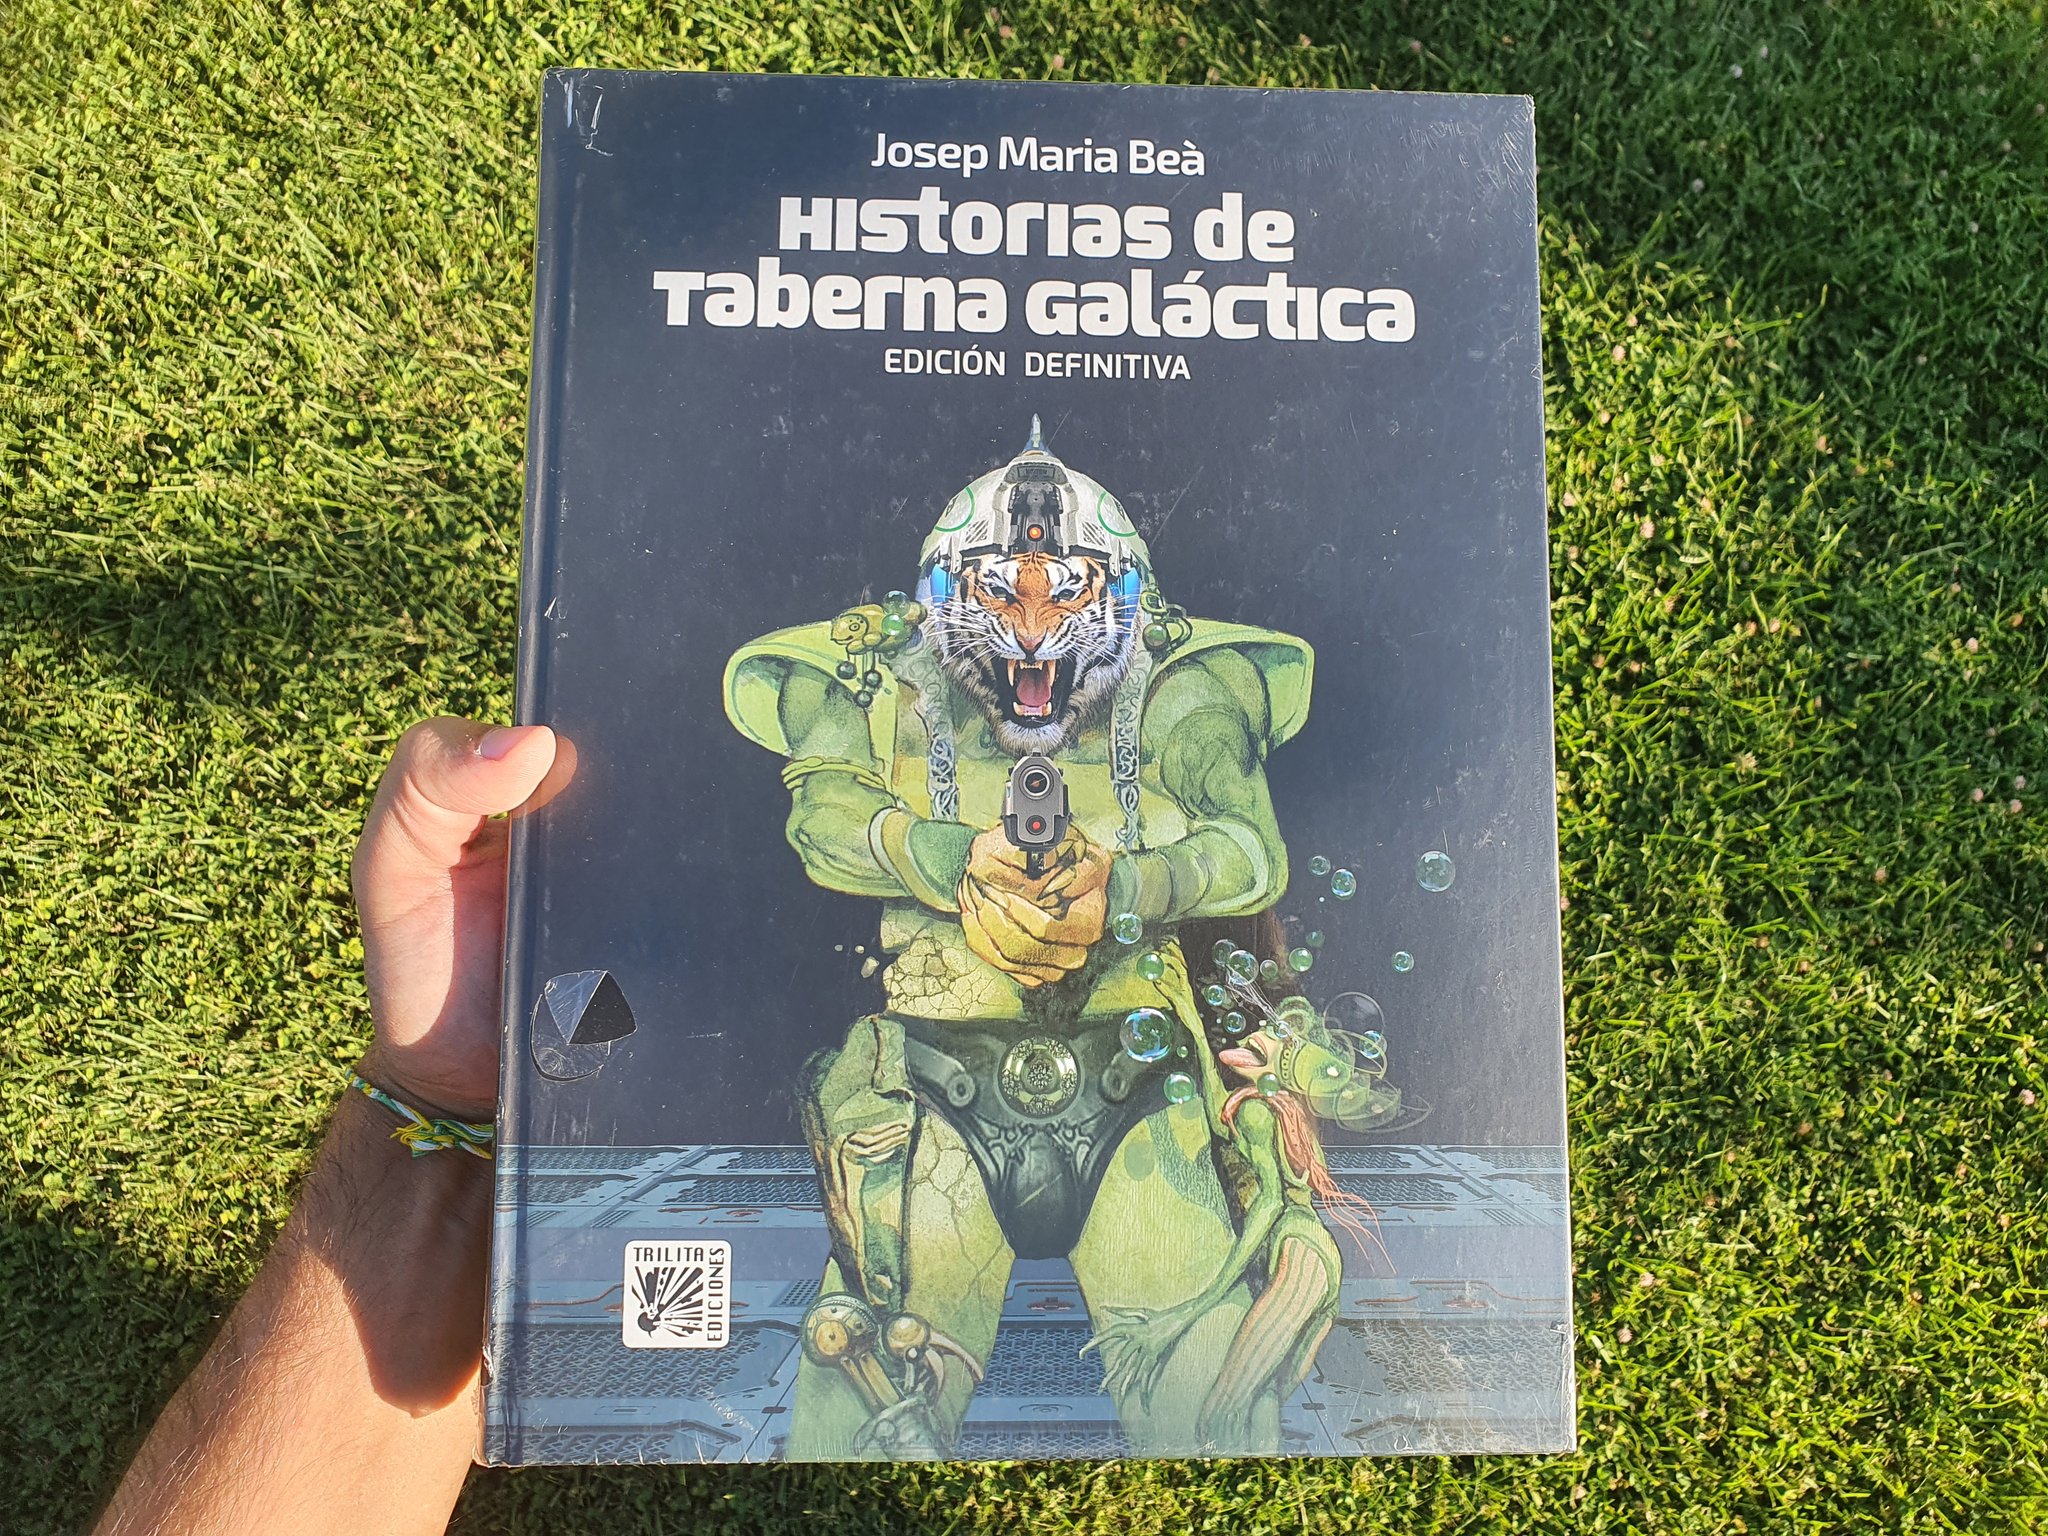 Josep Maria Beà
Historias de
Taberna Galáctica
EDICIÓN DEFINITIVA
TRILITA
EDICIONES